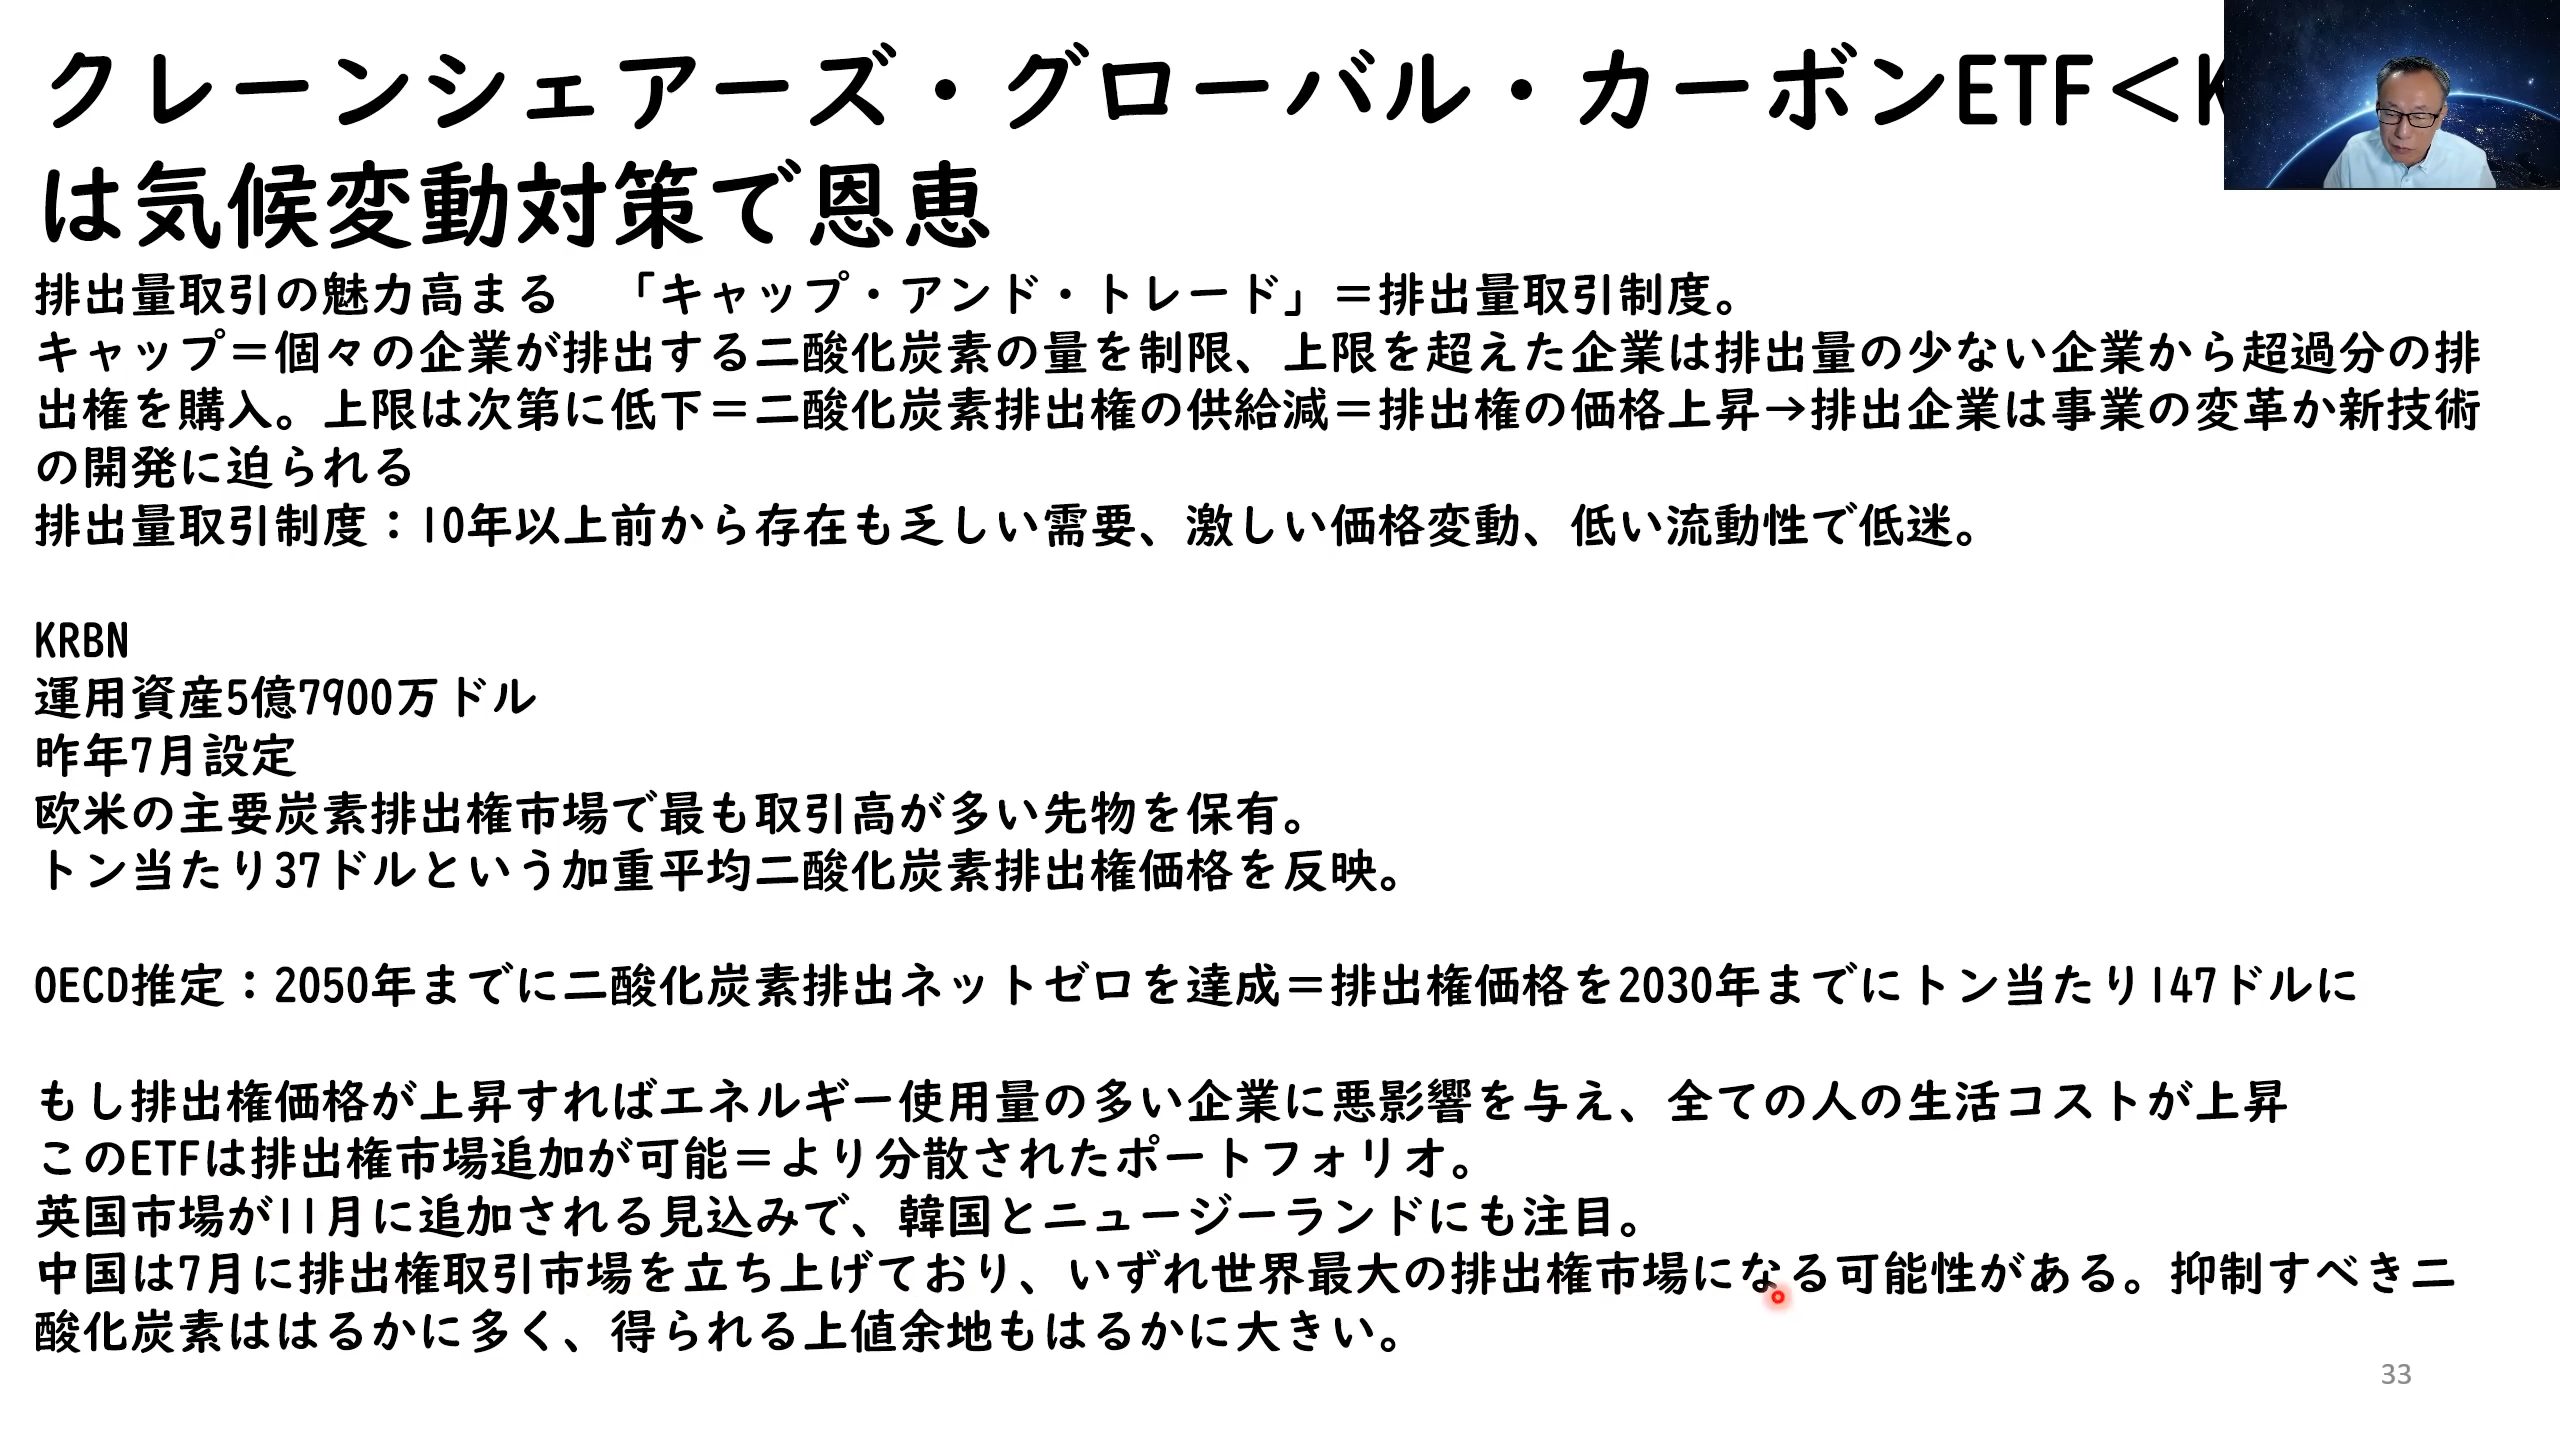 クレーンシェアーズ・グローバル・カーボンETF＜K
は気候変動対策で恩恵
排出量取引の魅力高まる　「キャップ・アンド・トレード」＝排出量取引制度。
キャップ＝個々の企業が排出する二酸化炭素の量を制限、上限を超えた企業は排出量の少ない企業から超過分の排
出権を購入。上限は次第に低下＝二酸化炭素排出権の供給減＝排出権の価格上昇→排出企業は事業の変革か新技術
の開発に迫られる
排出量取引制度：10年以上前から存在も乏しい需要、激しい価格変動、低い流動性で低迷。
KRBN
運用資産5億7900万ドル
昨年7月設定
欧米の主要炭素排出権市場で最も取引高が多い先物を保有。
トン当たり37ドルという加重平均二酸化炭素排出権価格を反映。
OECD推定：2050年までに二酸化炭素排出ネットゼロを達成＝排出権価格を2030年までにトン当たり147ドルに
もし排出権価格が上昇すればエネルギー使用量の多い企業に悪影響を与え、全ての人の生活コストが上昇
このETFは排出権市場追加が可能＝より分散されたポートフォリオ。
英国市場が11月に追加される見込みで、韓国とニュージーランドにも注目。
中国は7月に排出権取引市場を立ち上げており、いずれ世界最大の排出権市場になる可能性がある。抑制すべき二
酸化炭素ははるかに多く、得られる上値余地もはるかに大きい。
33